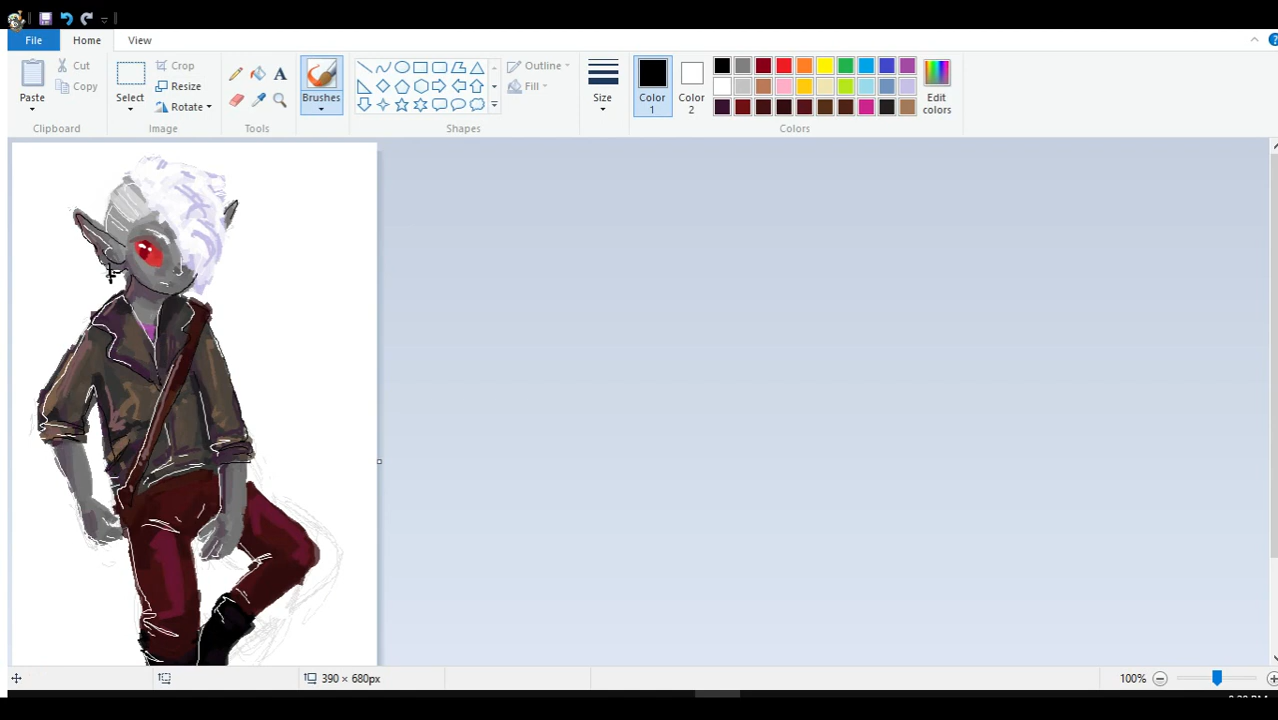 File Home View
Paste Cut Copy Clipboard
Select Crop Resize Rotate Image
A Tools
Brushes
Outline Fill Shapes
Size
Color 1 Color 2 Edit colors Colors
390 × 680px 100%